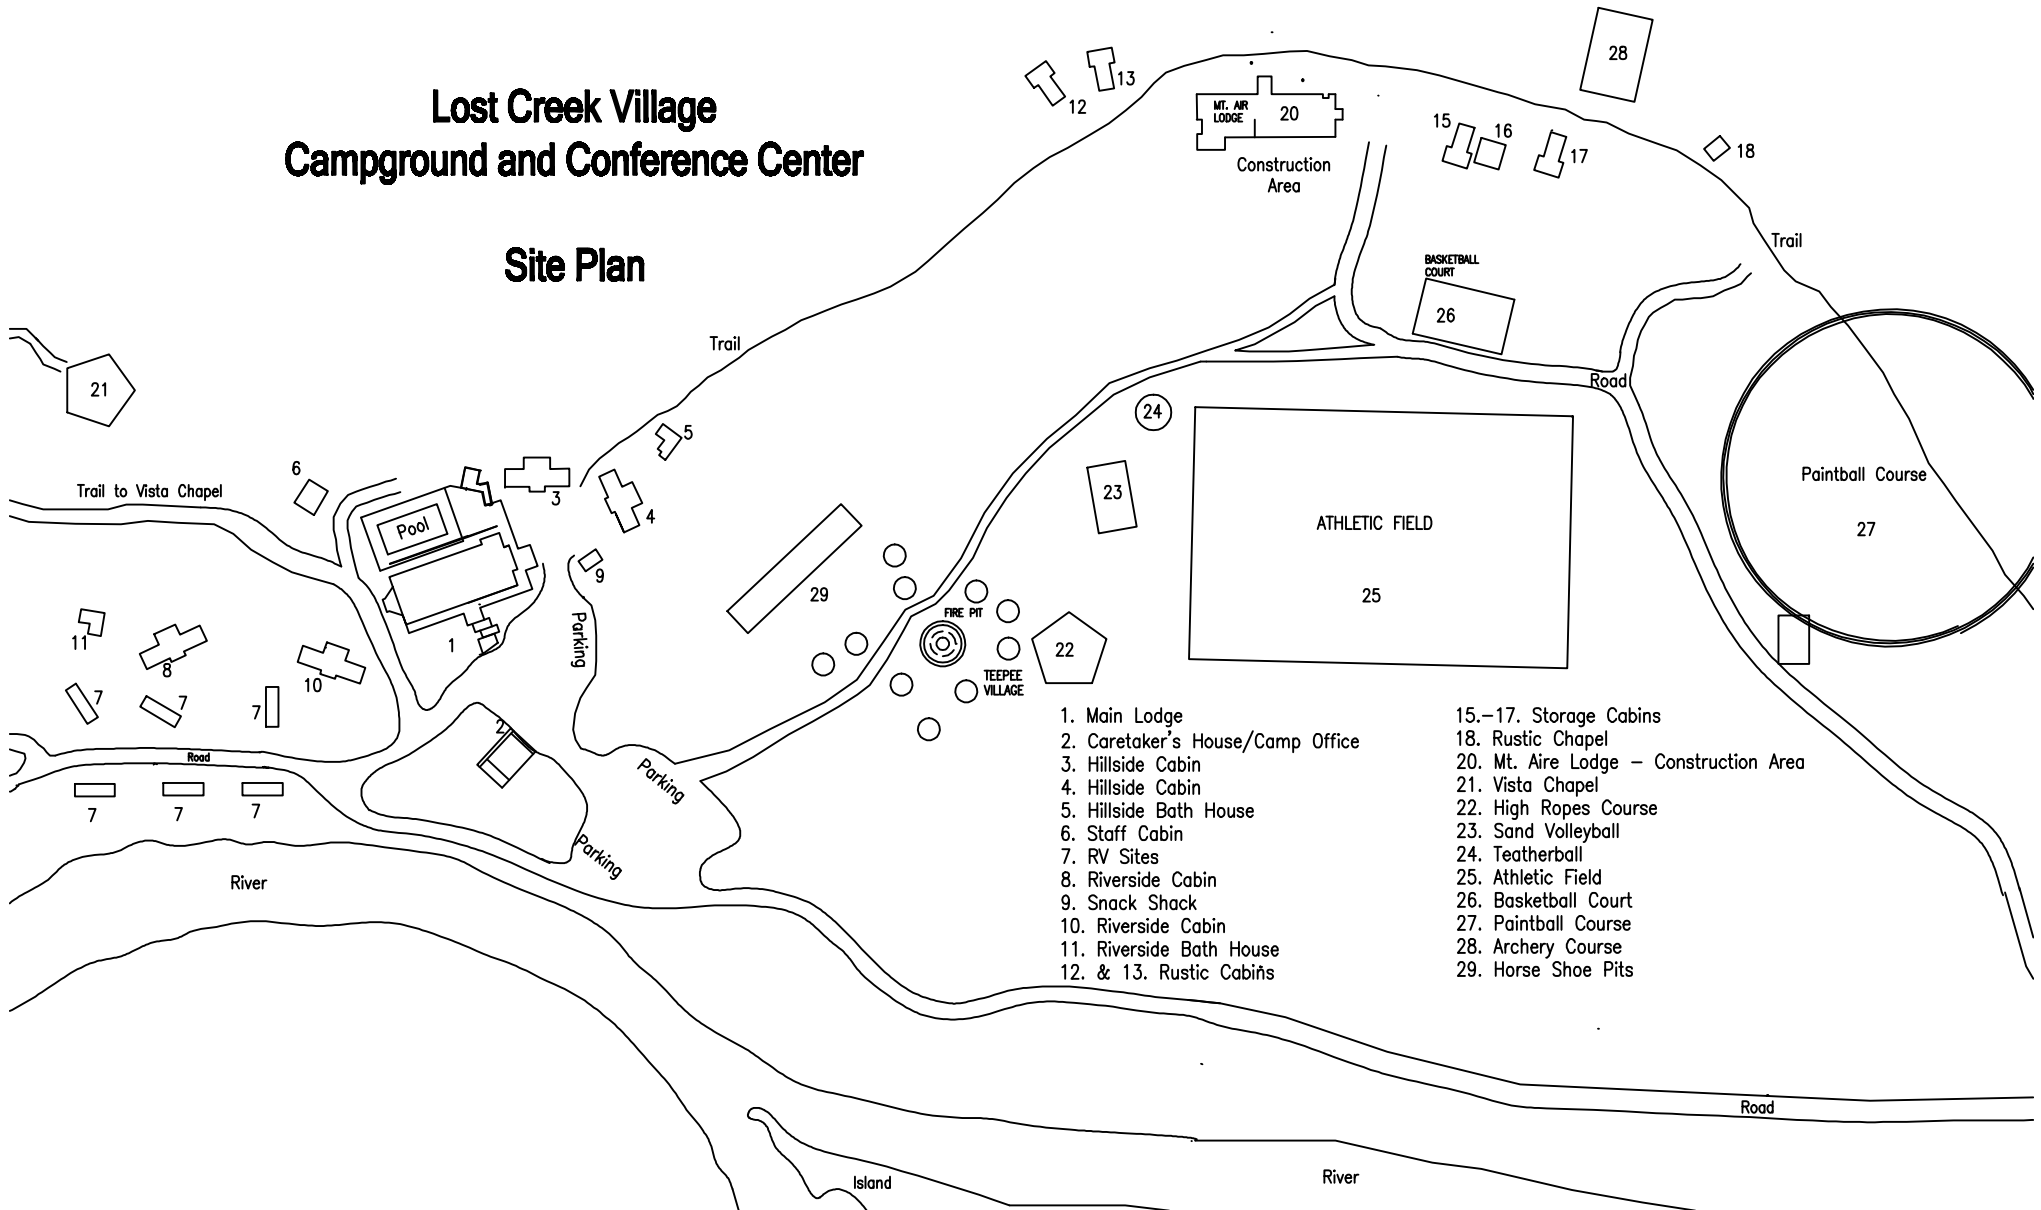 Lost Creek Village
Campground and Conference Center
Site Plan
28
13
12
MT. AIR
LODGE
20
Construction
Area
15
16
17
18
Trail
BASKETBALL
COURT
26
Trail
21
Road
24
5
6
Trail to Vista Chapel
3
4
Pool
23
ATHLETIC FIELD
Paintball Course
27
9
29
25
FIRE PIT
Parking
11
1
8
10
22
TEEPEE
VILLAGE
7
7
7
2
Road
Parking
7
7
7
Parking
River
1. Main Lodge
2. Caretaker's House/Camp Office
3. Hillside Cabin
4. Hillside Cabin
5. Hillside Bath House
6. Staff Cabin
7. RV Sites
8. Riverside Cabin
9. Snack Shack
10. Riverside Cabin
11. Riverside Bath House
12. & 13. Rustic Cabins
15.-17. Storage Cabins
18. Rustic Chapel
20. Mt. Aire Lodge - Construction Area
21. Vista Chapel
22. High Ropes Course
23. Sand Volleyball
24. Teatherball
25. Athletic Field
26. Basketball Court
27. Paintball Course
28. Archery Course
29. Horse Shoe Pits
Road
Island
River